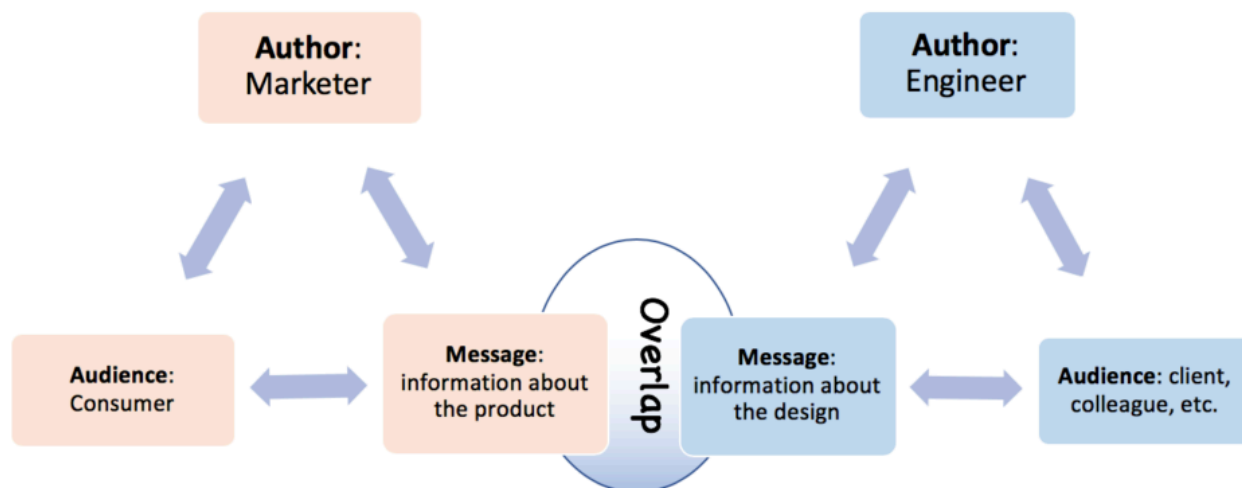 Author:
Marketer
Author:
Engineer
Audience:
Consumer
Message:
information about
the product
Overlap
Message:
information about
the design
Audience: client,
colleague, etc.